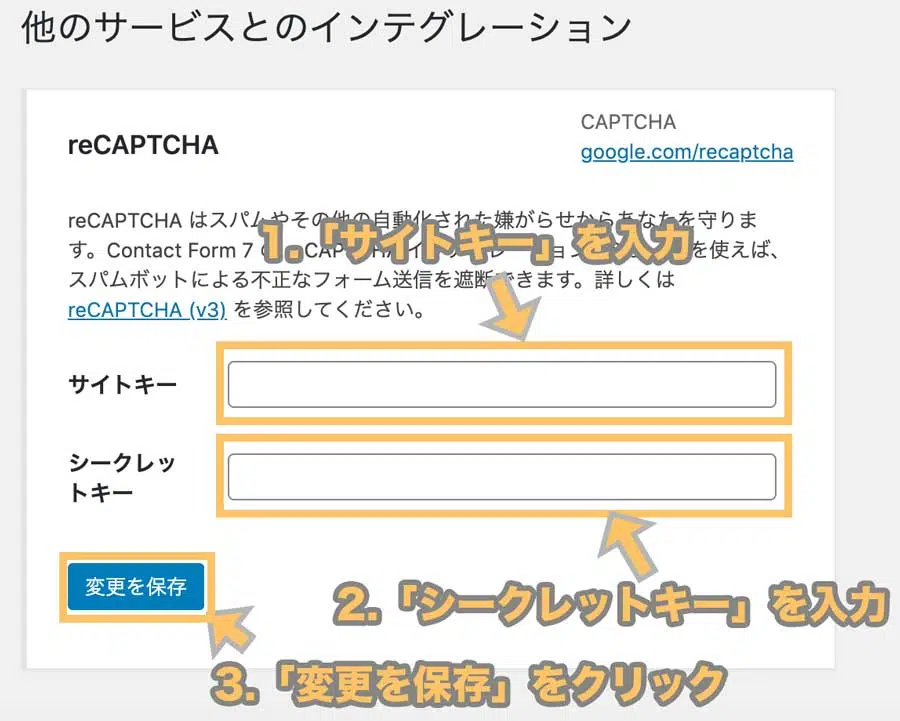 他のサービスとのインテグレーション
reCAPTCHA
CAPTCHA
google.com/recaptcha
reCAPTCHA はスパムやその他の自動化された嫌がらせからあなたを守りま
す。Contact Form 7 を使えば、
1.「サイトキー」を入力
スパムボットによる不正なフォーム送信を遮断できます。詳しくは
reCAPTCHA (v3) を参照してください。
サイトキー
シークレッ
トキー
変更を保存
2.「シークレットキー」を入力
3.「変更を保存」をクリック